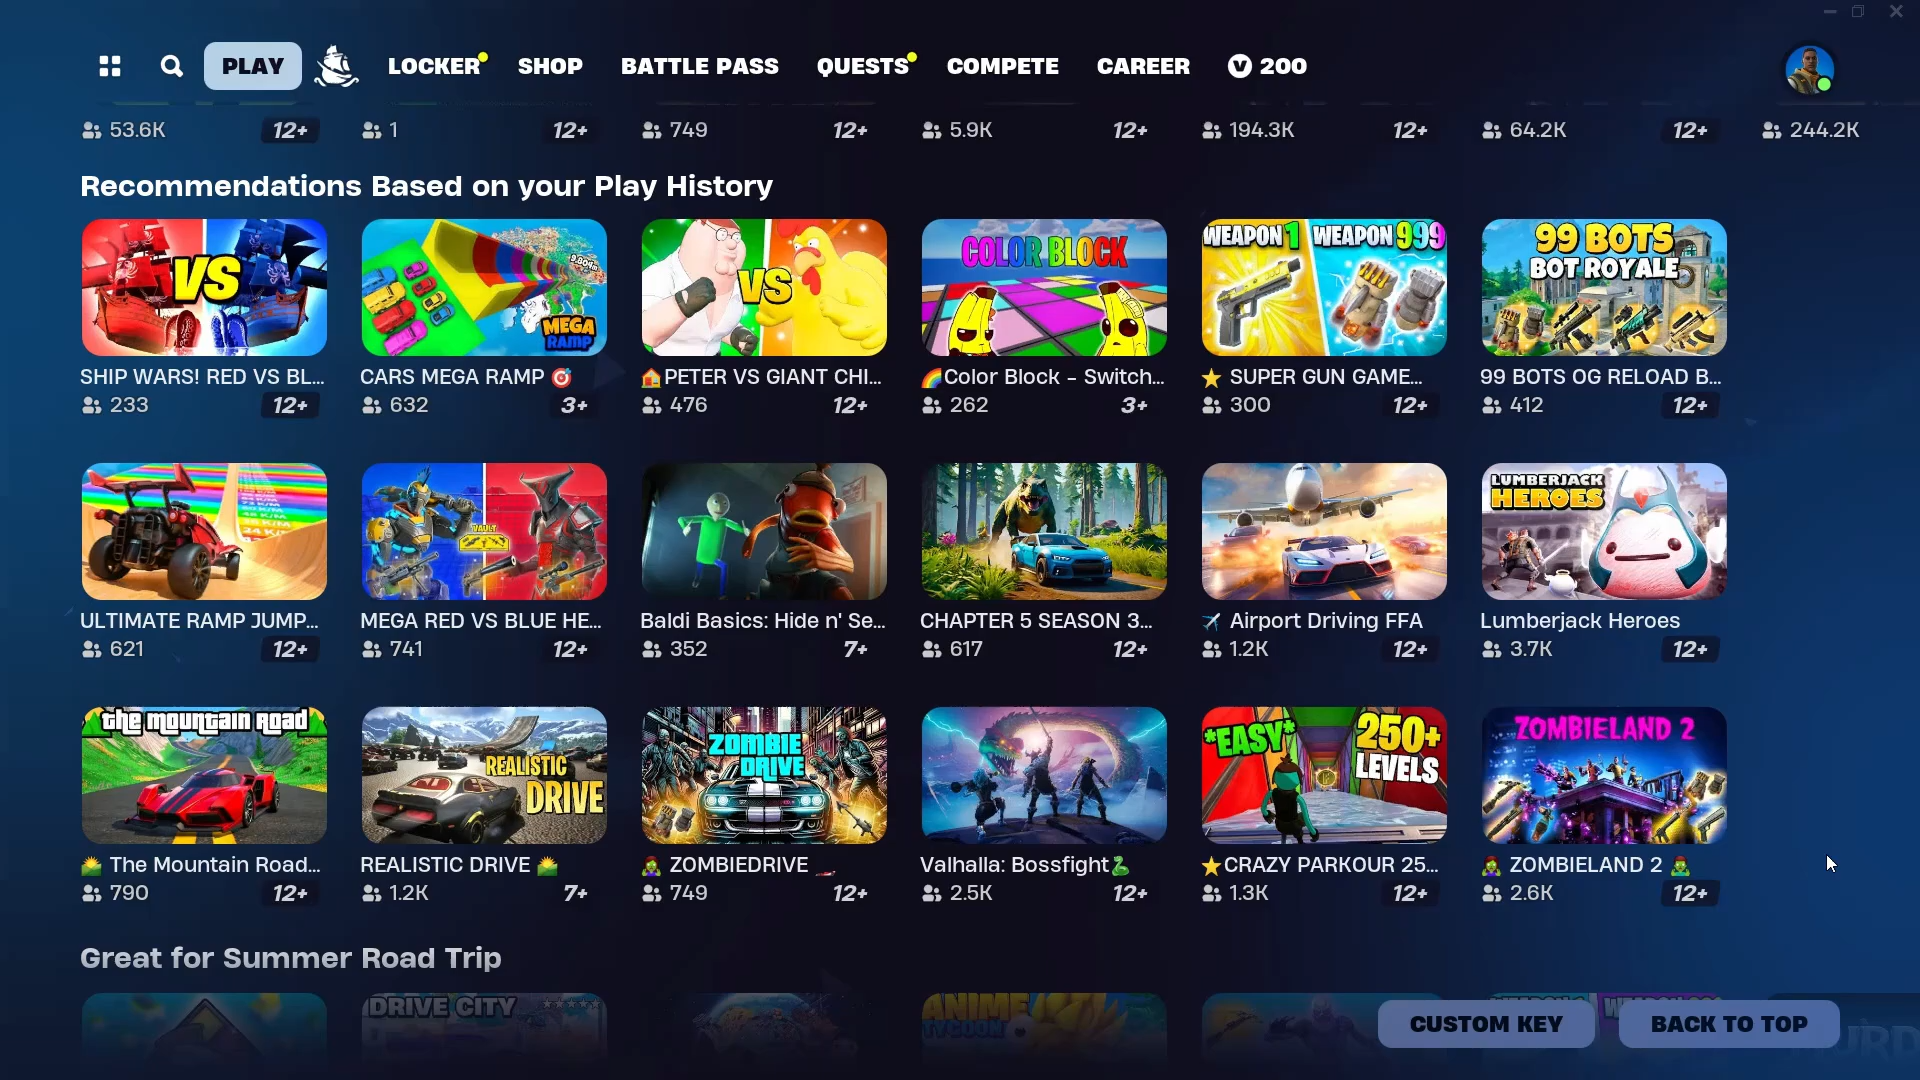 PLAY LOCKER SHOP BATTLE PASS QUESTS COMPETE CAREER V 200
53.6K 12+ 1 12+ 749 12+ 5.9K 12+ 194.3K 12+ 64.2K 12+ 244.2K
Recommendations Based on your Play History
VS
9,804m
MEGA
RAMP
VS
COLOR BLOCK
WEAPON 1 WEAPON 999
99 BOTS
BOT ROYALE
SHIP WARS! RED VS BL... CARS MEGA RAMP 🎯 🏠PETER VS GIANT CHI... 🌈Color Block - Switch... ⭐ SUPER GUN GAME... 99 BOTS OG RELOAD B...
233 12+ 632 3+ 476 12+ 262 3+ 300 12+ 412 12+
VAULT
LUMBERJACK
HEROES
ULTIMATE RAMP JUMP... MEGA RED VS BLUE HE... Baldi Basics: Hide n' Se... CHAPTER 5 SEASON 3... ✈️ Airport Driving FFA Lumberjack Heroes
621 12+ 741 12+ 352 7+ 617 12+ 1.2K 12+ 3.7K 12+
the mountain Road
REALISTIC
DRIVE
ZOMBIE
DRIVE
*EASY* 250+
LEVELS
ZOMBIELAND 2
🌄 The Mountain Road... REALISTIC DRIVE 🌄 🧟‍♀️ ZOMBIEDRIVE Valhalla: Bossfight🐍 ⭐CRAZY PARKOUR 25... 🧟‍♀️ ZOMBIELAND 2 🧟‍♂️
790 12+ 1.2K 7+ 749 12+ 2.5K 12+ 1.3K 12+ 2.6K 12+
Great for Summer Road Trip
DRIVE CITY
ANIME
TYCOON
CUSTOM KEY BACK TO TOP